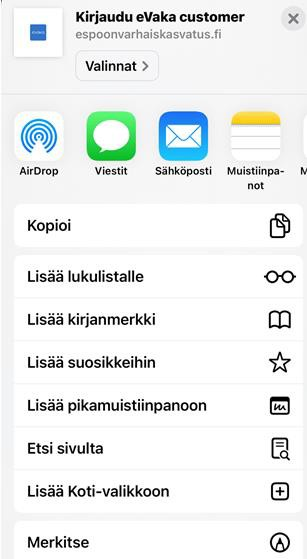 Kirjaudu eVaka customer
espoonvarhaiskasvatus.fi
Valinnat
AirDrop
Viestit
Sähköposti
Muistiinpa-
not
M
Kopioi
Lisää lukulistalle
Lisää kirjanmerkki
Lisää suosikkeihin
Lisää pikamuistiinpanoon
Etsi sivulta
Lisää Koti-valikkoon
Merkitse